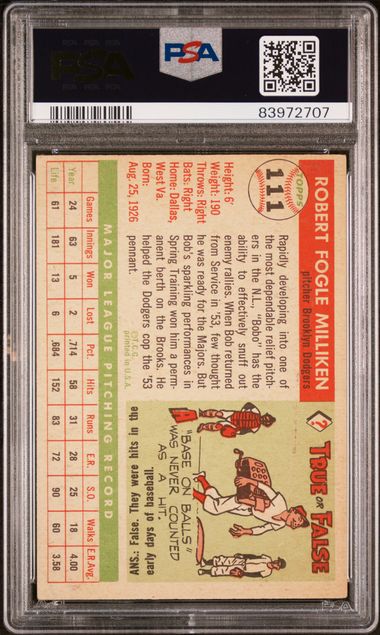 PSA
PSA
83972707
TOPPS
111
ROBERT FOGLE MILLIKEN
pitcher Brooklyn Dodgers
Height: 6'
Weight: 190
Throws: Right
Bats: Right
Home: Dallas,
West Va.
Born:
Aug. 25, 1926
Rapidly developing into one of
the most dependable relief pitch-
ers in the N.L., "Bobo" has the
ability to effectively snuff out
enemy rallies. When Bob returned
from Service in '53, few thought
he was ready for the Majors. But
Bob's sparkling performances in
Spring Training won him a perm-
anent berth on the Brooks. He
helped the Dodgers cop the '53
pennant.
©T.C.G.
printed in U.S.A.
?
TRUE OR FALSE
"BASE ON BALLS"
WAS NEVER COUNTED
AS A HIT.
ANS.: False. They were hits in the
early days of baseball.
MAJOR LEAGUE PITCHING RECORD
Games Innings Won Lost Pct. Hits Runs E.R. S.O. Walks E.R.Avg.
Year 24 63 5 2 .714 58 31 28 25 18 4.00
Life 61 181 13 6 .684 152 83 72 90 60 3.58
PSA
PSA